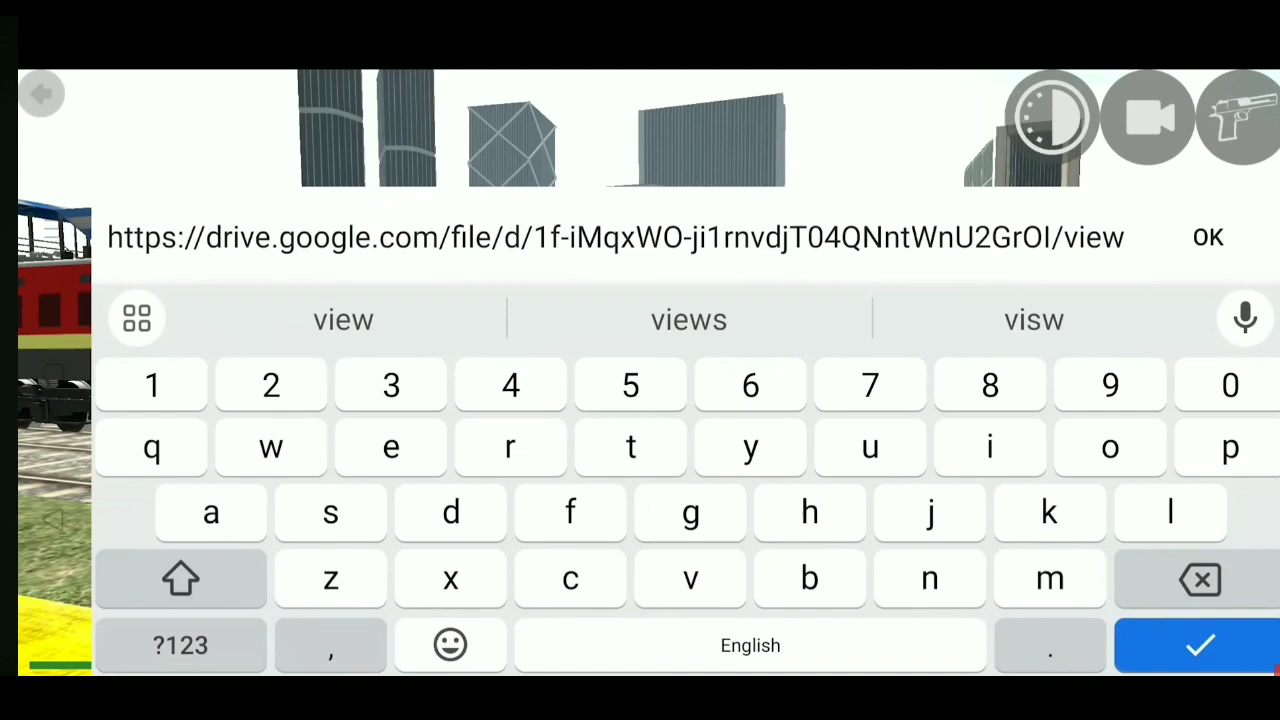 https://drive.google.com/file/d/1f-iMqxWO-ji1rnvdjT04QNntWnU2GrOI/view
OK
view views visw
1 2 3 4 5 6 7 8 9 0
q w e r t y u i o p
a s d f g h j k l
z x c v b n m
?123 , English .